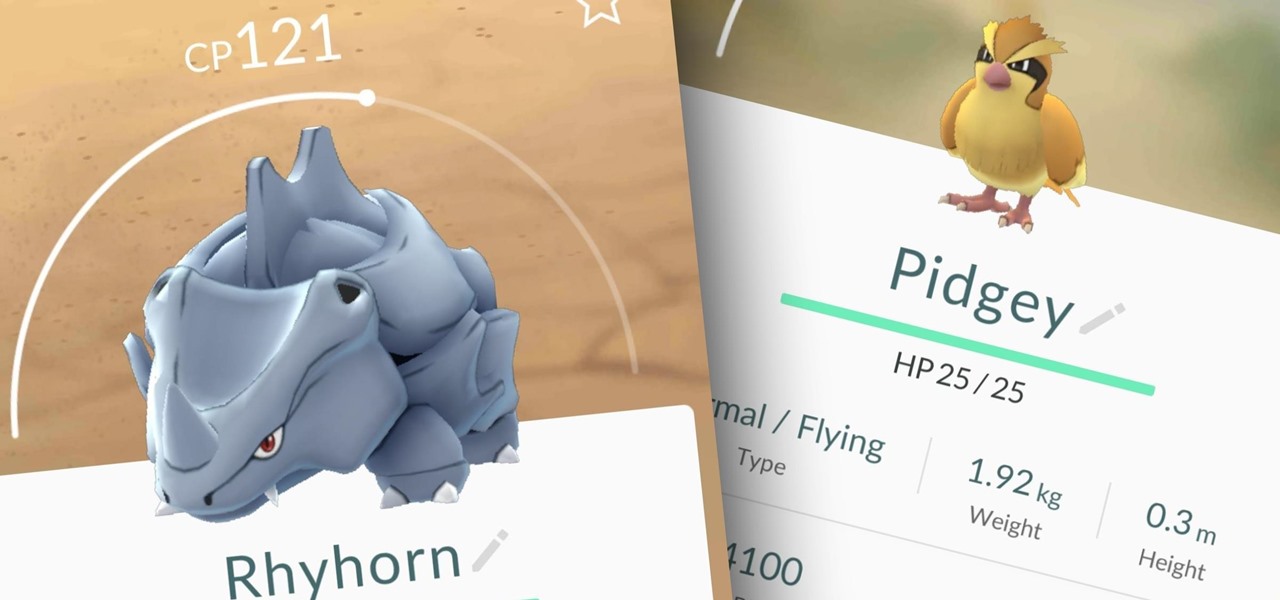 CP121
Rhyhorn
Pidgey
HP 25 / 25
rmal / Flying
Type
1.92 kg
Weight
0.3 m
Height
4100